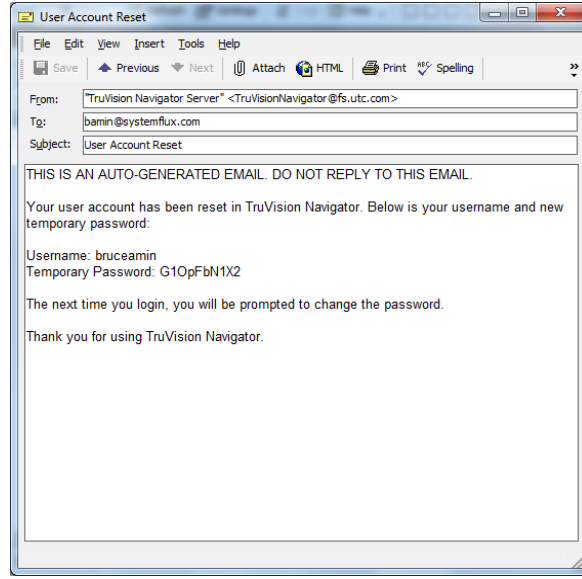 User Account Reset
File Edit View Insert Tools Help
Save Previous Next Attach HTML Print ABC Spelling »
From: "TruVision Navigator Server" <TruVisionNavigator@fs.utc.com>
To: bamin@systemflux.com
Subject: User Account Reset
THIS IS AN AUTO-GENERATED EMAIL. DO NOT REPLY TO THIS EMAIL.
Your user account has been reset in TruVision Navigator. Below is your username and new
temporary password:
Username: bruceamin
Temporary Password: G1OpFbN1X2
The next time you login, you will be prompted to change the password.
Thank you for using TruVision Navigator.